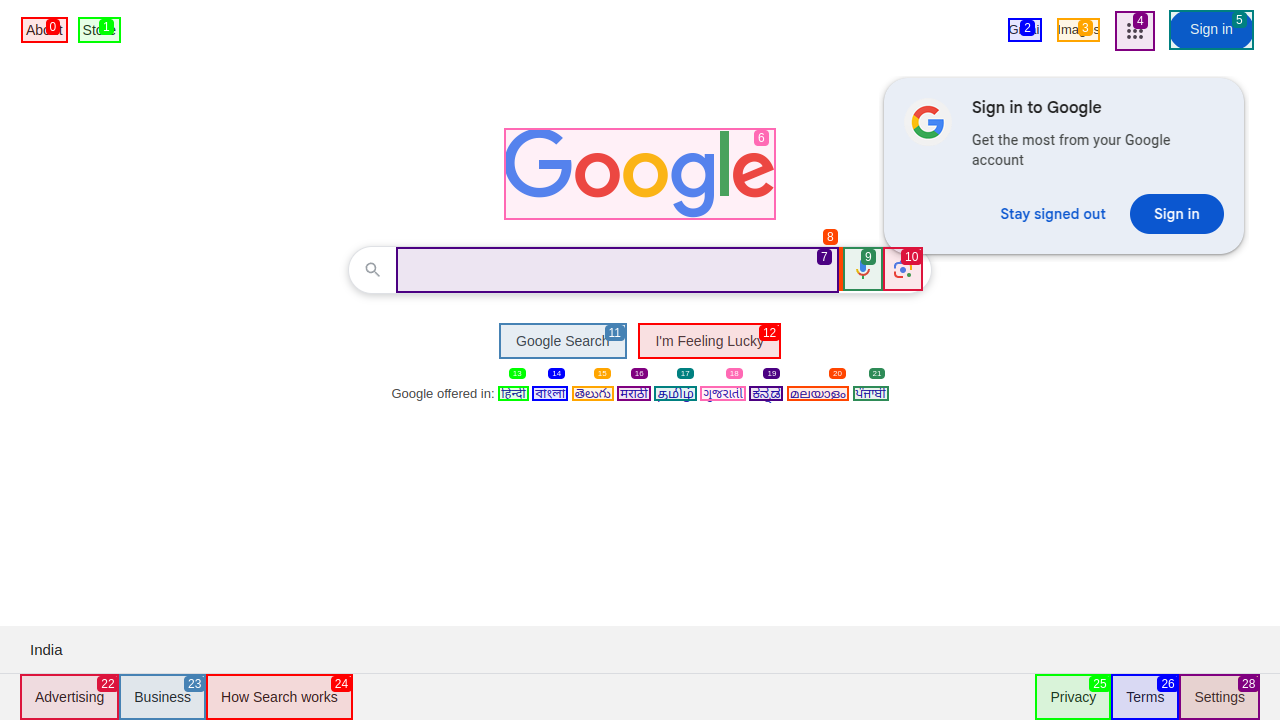 About 0 Store 1 Gmail 2 Images 3 4 Sign in 5
Sign in to Google
Get the most from your Google
account
Stay signed out Sign in
Google 6
7 8 9 10
Google Search 11 I'm Feeling Lucky 12
13 14 15 16 17 18 19 20 21
Google offered in: हिन्दी বাংলা తెలుగు मराठी தமிழ் ગુજરાતી ಕನ್ನಡ മലയാളം ਪੰਜਾਬੀ
India
Advertising 22 Business 23 How Search works 24 Privacy 25 Terms 26 Settings 28